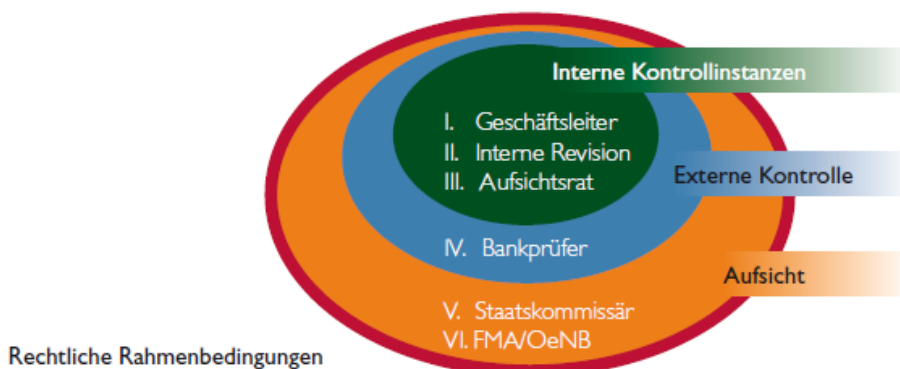 Interne Kontrollinstanzen
I. Geschäftsleiter
II. Interne Revision
III. Aufsichtsrat
Externe Kontrolle
IV. Bankprüfer
Aufsicht
V. Staatskommissär
VI. FMA/OeNB
Rechtliche Rahmenbedingungen